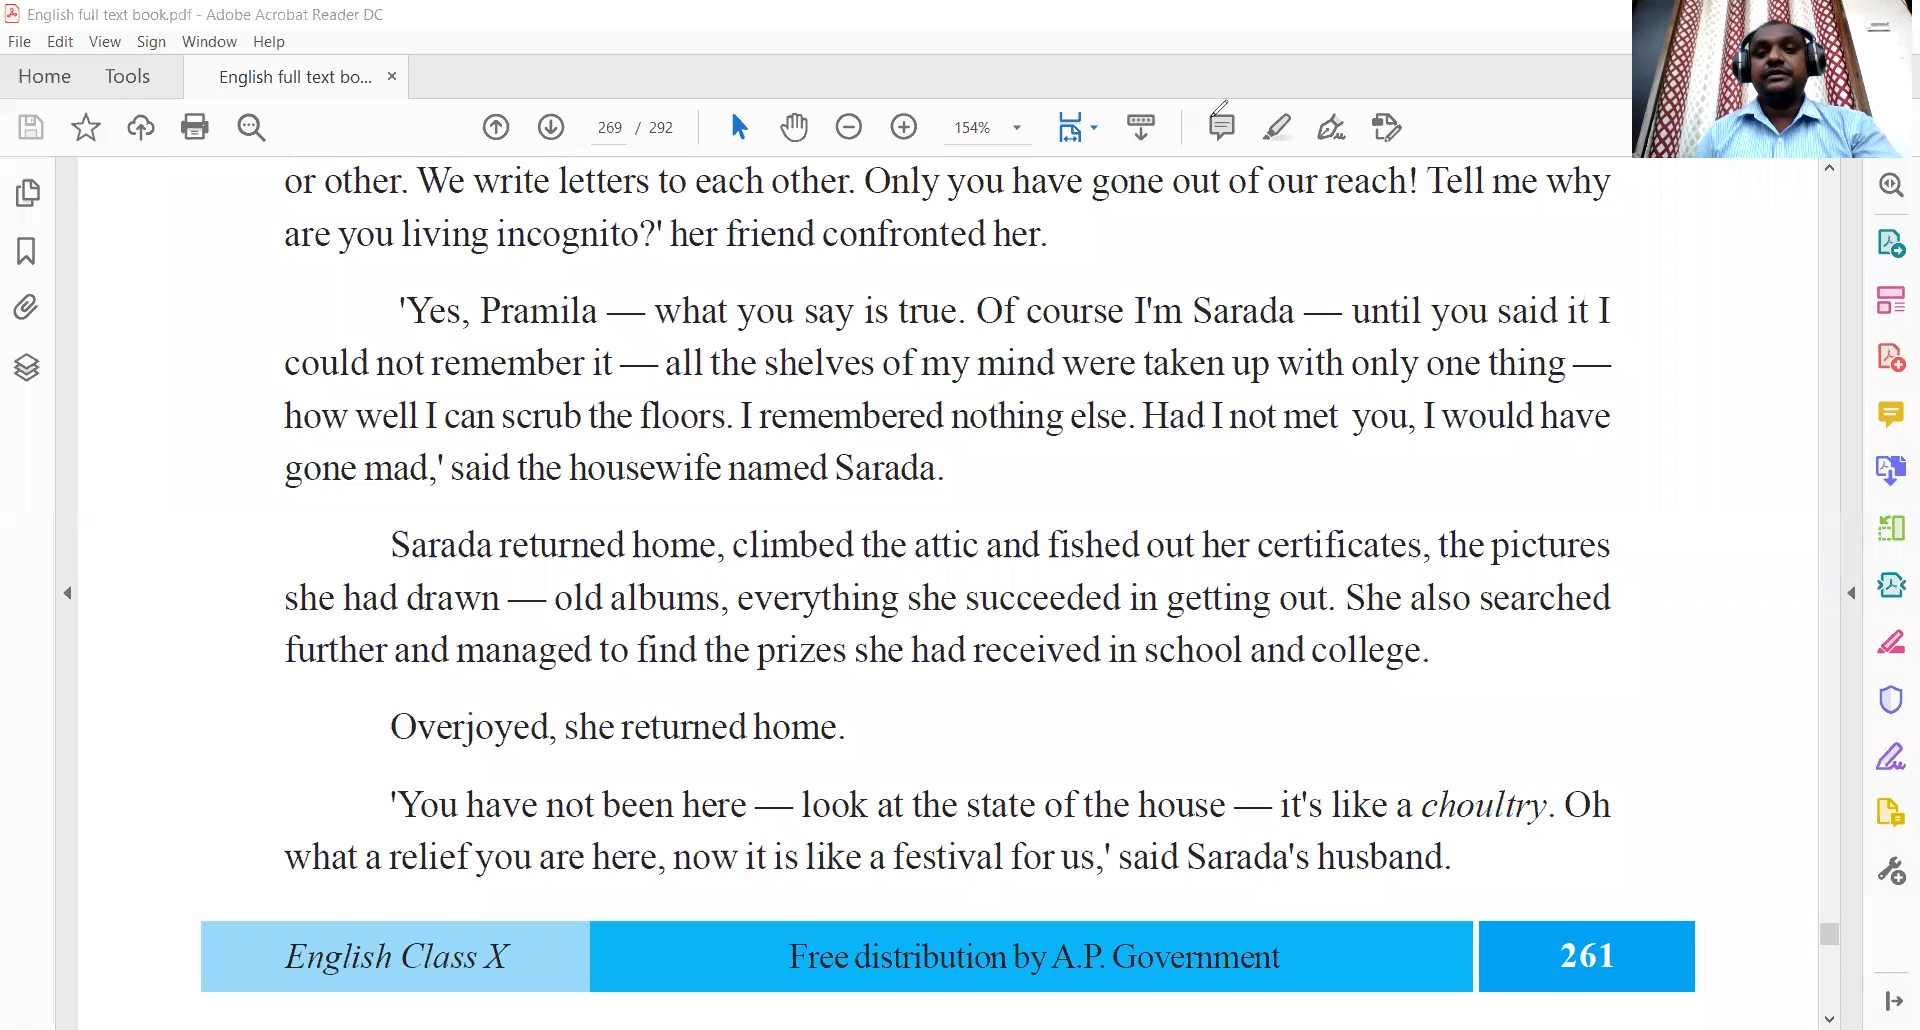 English full text book.pdf - Adobe Acrobat Reader DC
File Edit View Sign Window Help
Home Tools English full text bo... ×
269 / 292 154%
or other. We write letters to each other. Only you have gone out of our reach! Tell me why
are you living incognito?' her friend confronted her.
'Yes, Pramila — what you say is true. Of course I'm Sarada — until you said it I
could not remember it — all the shelves of my mind were taken up with only one thing —
how well I can scrub the floors. I remembered nothing else. Had I not met you, I would have
gone mad,' said the housewife named Sarada.
Sarada returned home, climbed the attic and fished out her certificates, the pictures
she had drawn — old albums, everything she succeeded in getting out. She also searched
further and managed to find the prizes she had received in school and college.
Overjoyed, she returned home.
'You have not been here — look at the state of the house — it's like a choultry. Oh
what a relief you are here, now it is like a festival for us,' said Sarada's husband.
English Class X Free distribution by A.P. Government 261